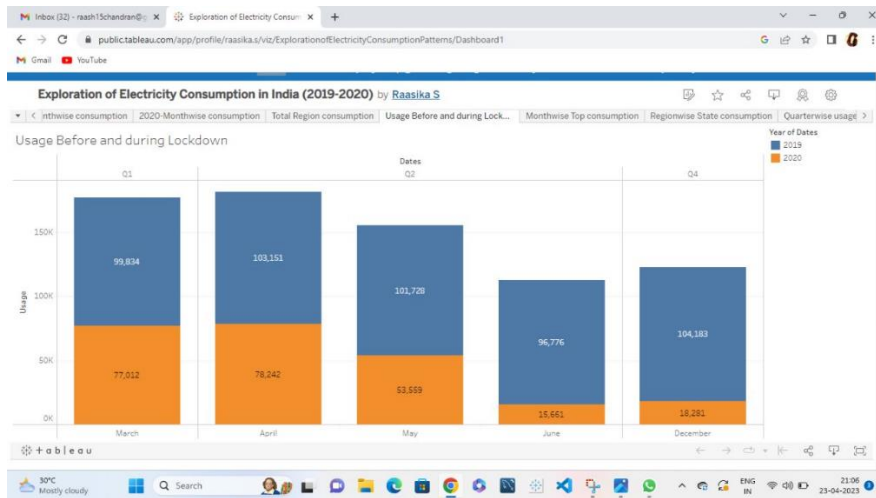 Inbox (32) - raash15chandran@g
Exploration of Electricity Consum
public.tableau.com/app/profile/raasika.s/viz/ExplorationofElectricityConsumptionPatterns/Dashboard1
Gmail YouTube
Exploration of Electricity Consumption in India (2019-2020) by Raasika S
nthwise consumption 2020-Monthwise consumption Total Region consumption Usage Before and during Lock... Monthwise Top consumption Regionwise State consumption Quarterwise usage
Usage Before and during Lockdown
Year of Dates
2019
2020
Dates
Q1 Q2 Q4
Usage
150K
100K
50K
0K
99,834 103,151 101,728 96,776 104,183
77,012 78,242 53,559 15,661 18,281
March April May June December
+ a b l e a u
30°C
Mostly cloudy
Search
ENG
IN
21:06
23-04-2023